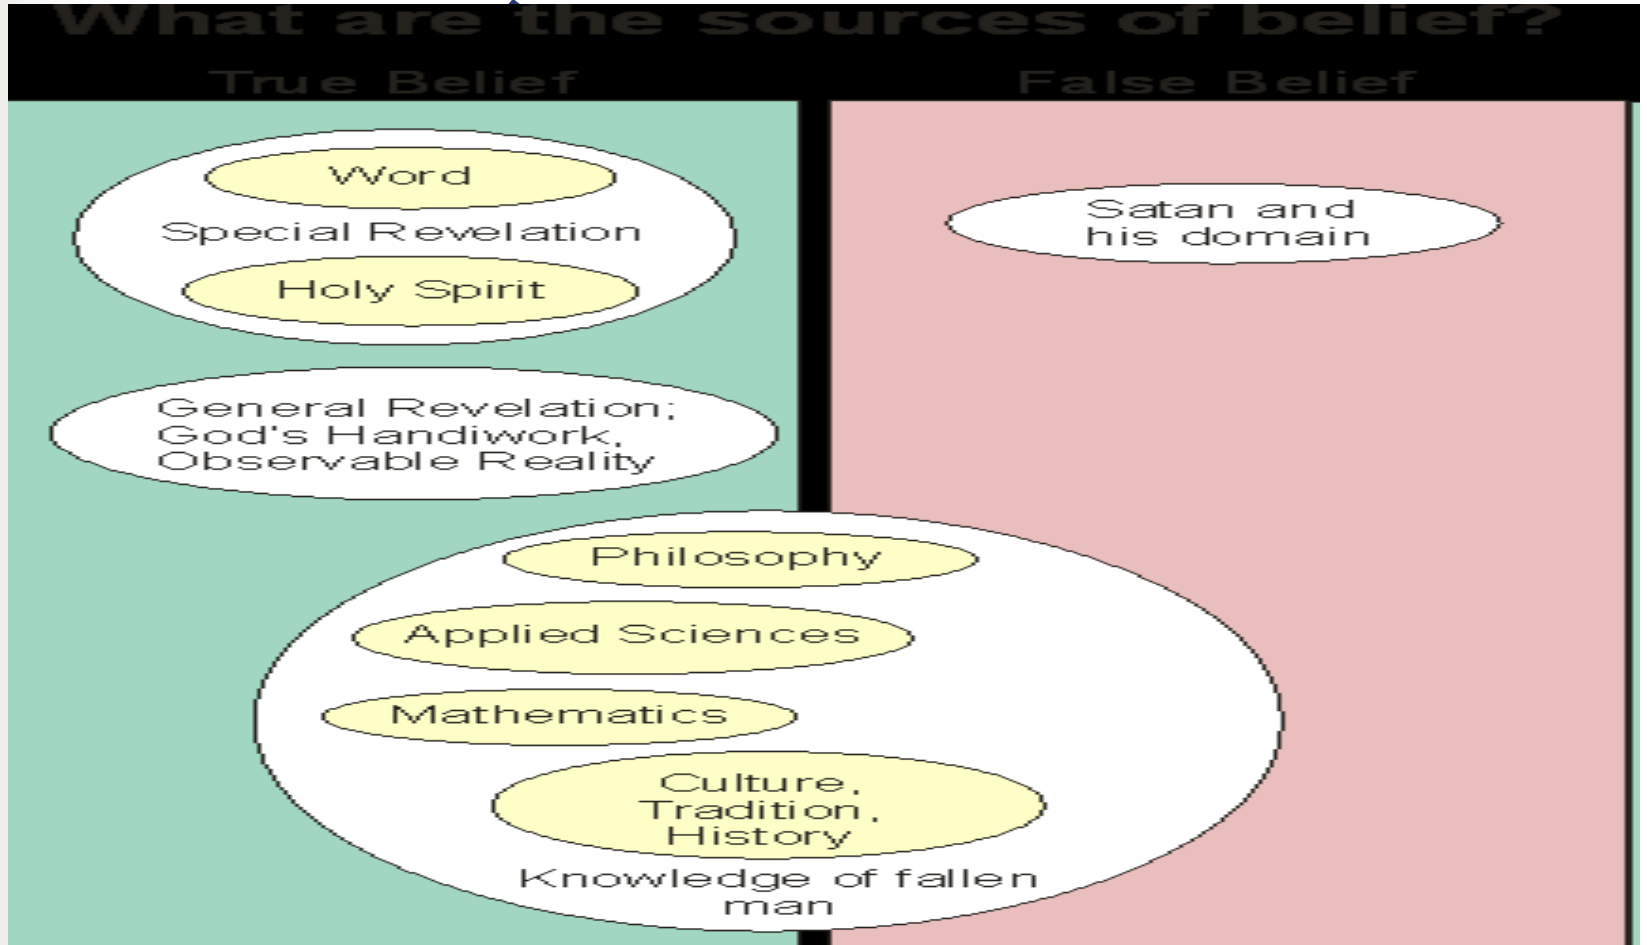 What are the sources of belief?
True Belief
False Belief
Word
Special Revelation
Holy Spirit
Satan and
his domain
General Revelation;
God's Handiwork,
Observable Reality
Philosophy
Applied Sciences
Mathematics
Culture,
Tradition,
History
Knowledge of fallen
man